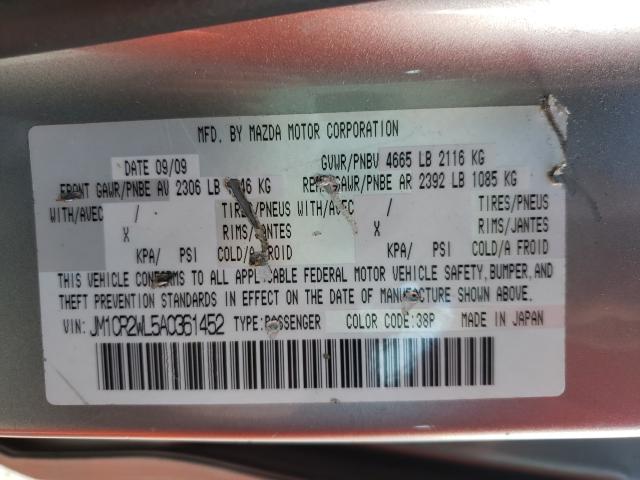 MFD. BY MAZDA MOTOR CORPORATION
DATE 09/09 GVWR/PNBV 4665 LB 2116 KG
FRONT GAWR/PNBE AV 2306 LB KG GAWR/PNBE AR 2392 LB 1085 KG
WITH/AVEC / TIRES/PNEUS WITH/AVEC / TIRES/PNEUS
X RIMS/JANTES X RIMS/JANTES
KPA/ PSI COLD/A FROID KPA/ PSI COLD/A FROID
THIS VEHICLE CONFORMS TO ALL APPLICABLE FEDERAL MOTOR VEHICLE SAFETY, BUMPER, AND
THEFT PREVENTION STANDARDS IN EFFECT ON THE DATE OF MANUFACTURE SHOWN ABOVE.
VIN: JM1CR2WL5A0361452 TYPE:PASSENGER COLOR CODE:38P MADE IN JAPAN